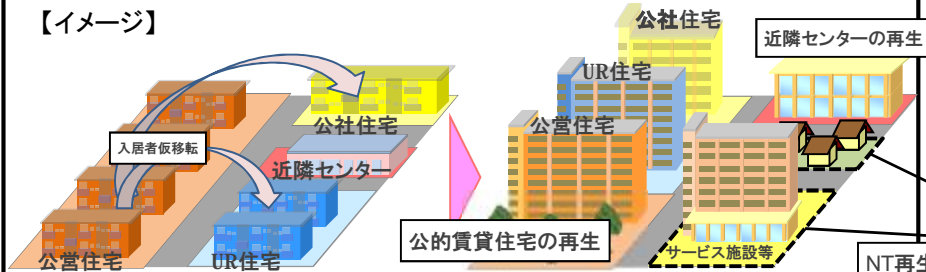 【イメージ】
公社住宅
入居者仮移転
近隣センター
公営住宅
UR住宅
公社住宅
近隣センターの再生
UR住宅
公営住宅
公的賃貸住宅の再生
サービス施設等
NT再生